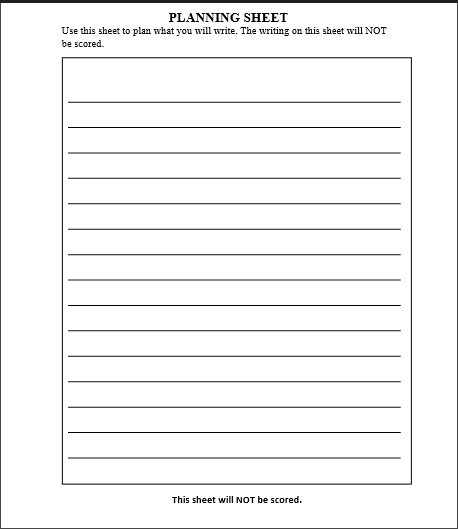 PLANNING SHEET
Use this sheet to plan what you will write. The writing on this sheet will NOT
be scored.
This sheet will NOT be scored.